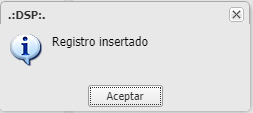 .:DSP:.
Registro insertado
Aceptar